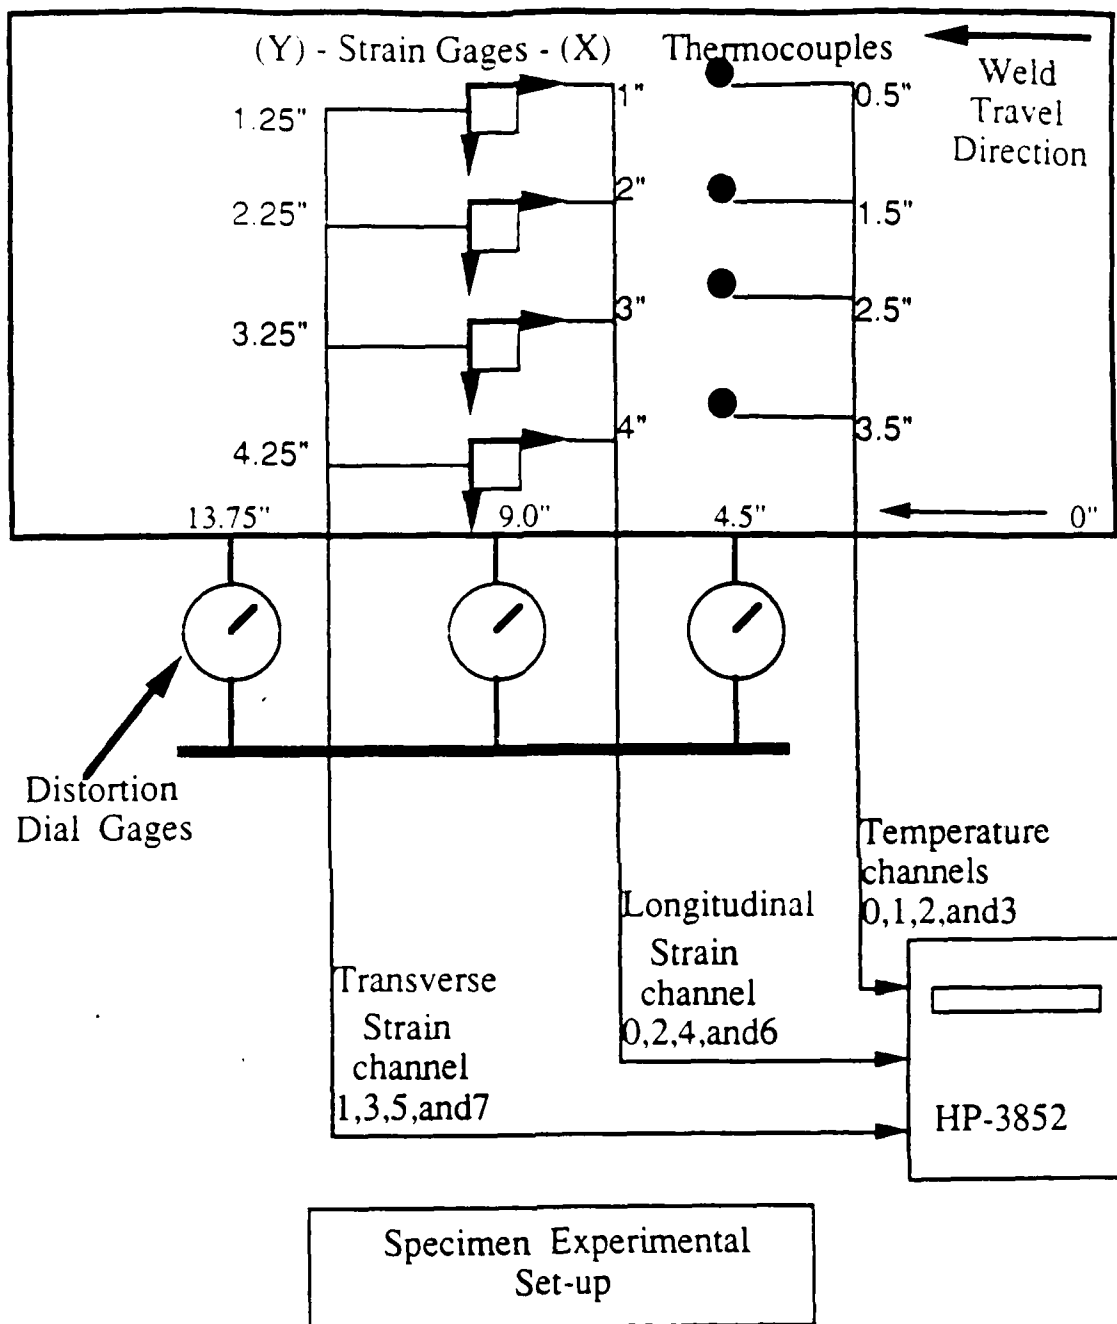 (Y) - Strain Gages - (X)
Thermocouples
Weld
Travel
Direction
1"
0.5"
1.25"
2"
1.5"
2.25"
3"
2.5"
3.25"
4"
3.5"
4.25"
13.75"
9.0"
4.5"
0"
Distortion
Dial Gages
Temperature
channels
0,1,2,and3
Longitudinal
Strain
channel
0,2,4,and6
Transverse
Strain
channel
1,3,5,and7
HP-3852
Specimen Experimental
Set-up